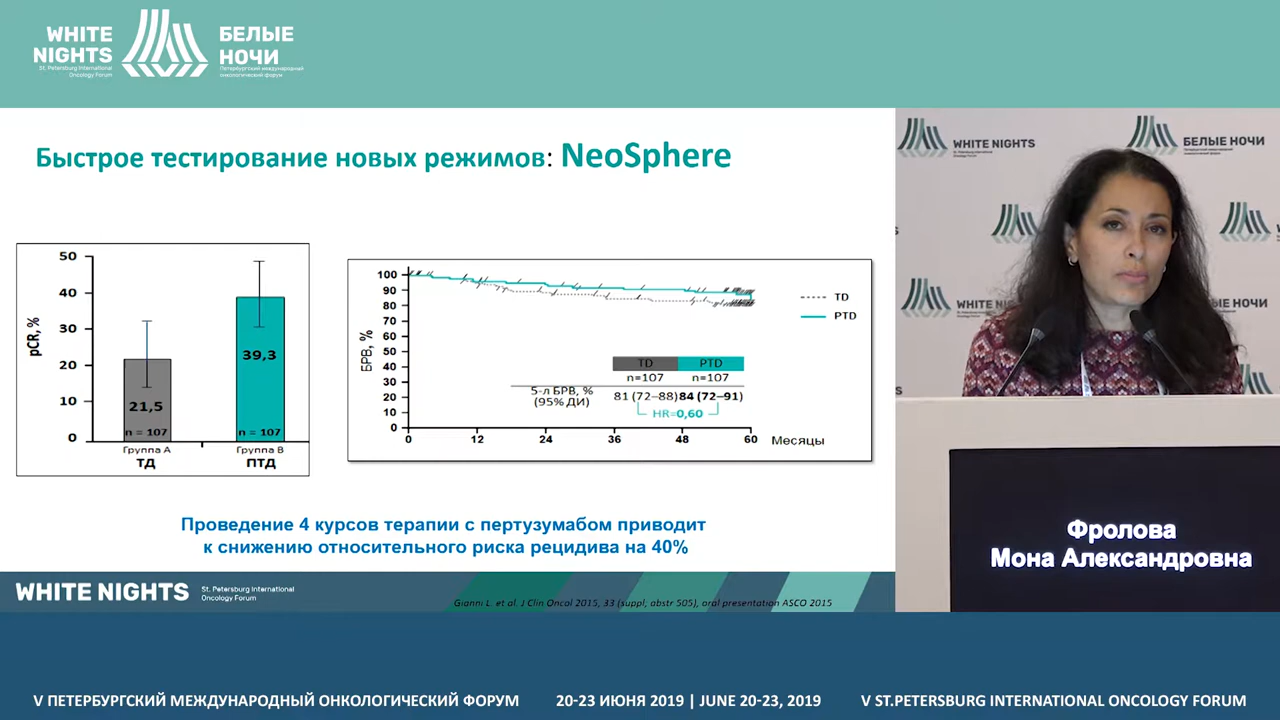 WHITE
NIGHTS
St. Petersburg International
Oncology Forum
БЕЛЫЕ
НОЧИ
Петербургский международный
онкологический форум
Быстрое тестирование новых режимов: NeoSphere
pCR, %
50
40
30
20
10
0
39,3
21,5
n = 107
n = 107
Группа A
Группа B
ТД
ПТД
БРВ, %
100
90
80
70
60
50
40
30
20
10
0
0
12
24
36
48
60
Месяцы
TD
PTD
TD
PTD
n=107
n=107
5-л БРВ, %
(95% ДИ)
81 (72–88)
84 (72–91)
HR=0,60
Проведение 4 курсов терапии с пертузумабом приводит
к снижению относительного риска рецидива на 40%
WHITE NIGHTS
St. Petersburg International
Oncology Forum
Gianni L. et al. J Clin Oncol 2015, 33 (suppl, abstr 505), oral presentation ASCO 2015
WHITE NIGHTS
БЕЛЫЕ НОЧИ
WHITE NIGHTS
БЕЛЫЕ НОЧИ
Фролова
Мона Александровна
V ПЕТЕРБУРГСКИЙ МЕЖДУНАРОДНЫЙ ОНКОЛОГИЧЕСКИЙ ФОРУМ
20-23 ИЮНЯ 2019 | JUNE 20-23, 2019
V ST.PETERSBURG INTERNATIONAL ONCOLOGY FORUM